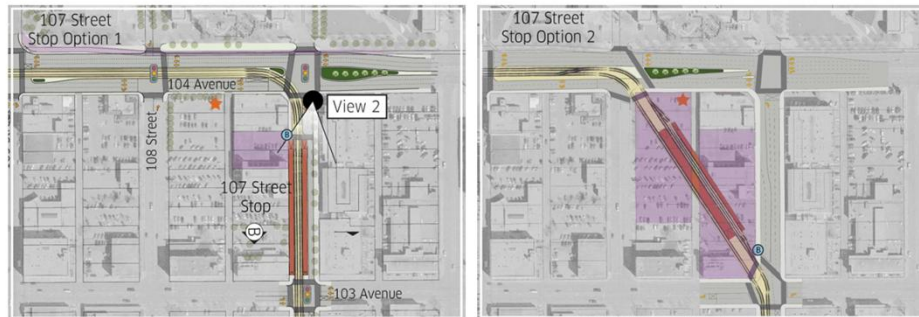 107 Street
Stop Option 1
104 Avenue
View 2
108 Street
B
107 Street
Stop
B
103 Avenue
107 Street
Stop Option 2
B